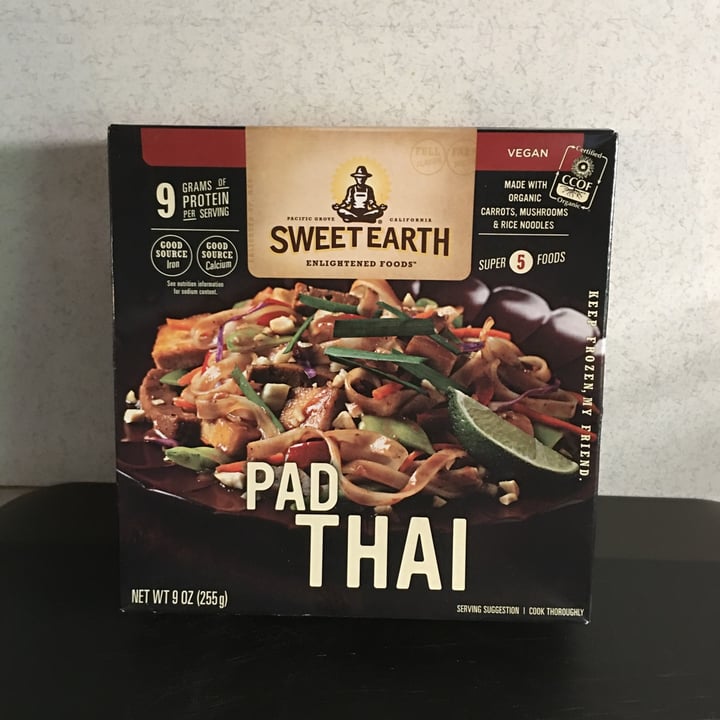 VEGAN
Certified
CCOF
Organic
9 GRAMS OF
PROTEIN
PER SERVING
GOOD
SOURCE
Iron
GOOD
SOURCE
Calcium
See nutrition information
for sodium content.
PACIFIC GROVE CALIFORNIA
SWEET EARTH®
ENLIGHTENED FOODS™
MADE WITH
ORGANIC
CARROTS, MUSHROOMS
& RICE NOODLES
SUPER 5 FOODS
KEEP FROZEN, MY FRIEND.
PAD
THAI
NET WT 9 OZ (255g)
SERVING SUGGESTION | COOK THOROUGHLY